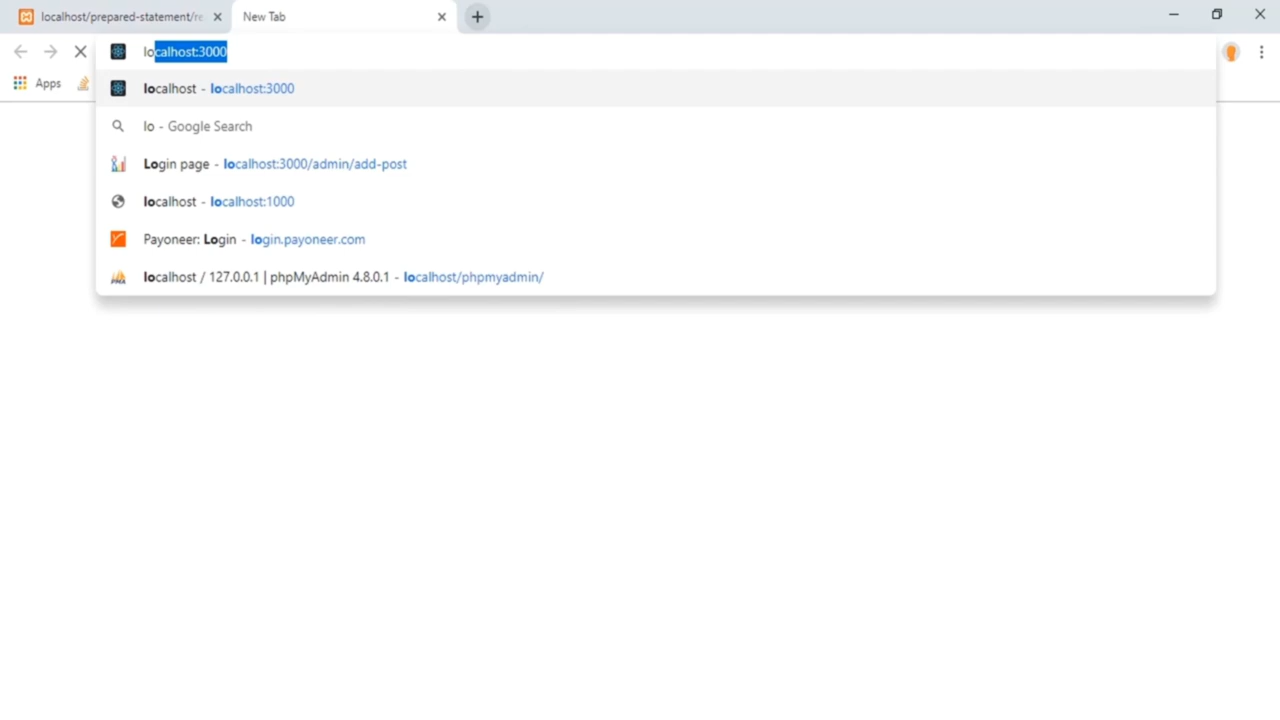 localhost/prepared-statement/re
New Tab
localhost:3000
Apps
localhost - localhost:3000
lo - Google Search
Login page - localhost:3000/admin/add-post
localhost - localhost:1000
Payoneer: Login - login.payoneer.com
localhost / 127.0.0.1 | phpMyAdmin 4.8.0.1 - localhost/phpmyadmin/